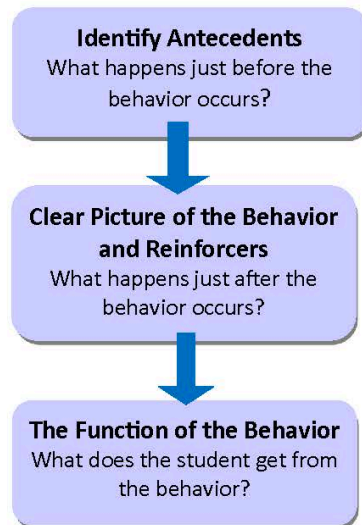 Identify Antecedents
What happens just before the
behavior occurs?
Clear Picture of the Behavior
and Reinforcers
What happens just after the
behavior occurs?
The Function of the Behavior
What does the student get from
the behavior?